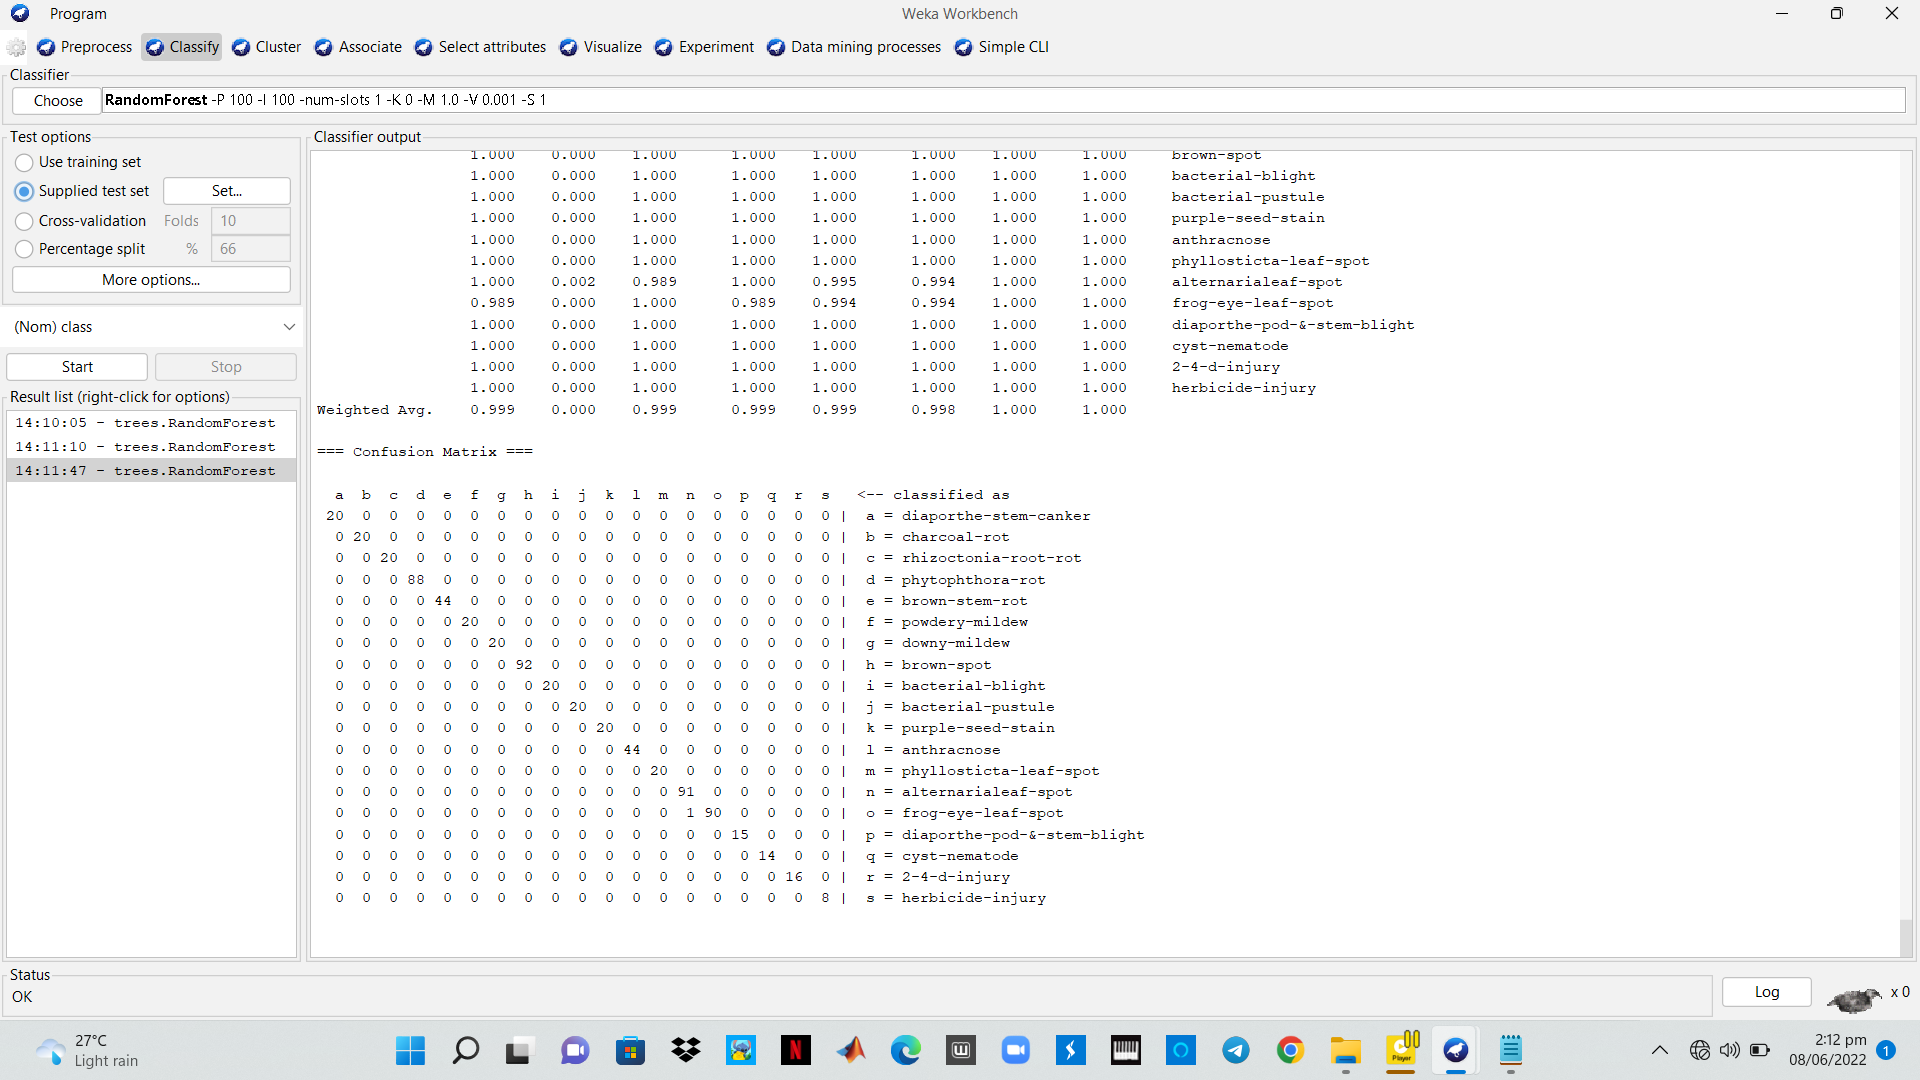 Program
Weka Workbench
Preprocess Classify Cluster Associate Select attributes Visualize Experiment Data mining processes Simple CLI
Classifier
Choose RandomForest -P 100 -I 100 -num-slots 1 -K 0 -M 1.0 -V 0.001 -S 1
Test options
Use training set
Supplied test set Set...
Cross-validation Folds 10
Percentage split % 66
More options...
(Nom) class
Start Stop
Result list (right-click for options)
14:10:05 - trees.RandomForest
14:11:10 - trees.RandomForest
14:11:47 - trees.RandomForest
Classifier output
1.000 0.000 1.000 1.000 1.000 1.000 1.000 1.000 brown-spot
1.000 0.000 1.000 1.000 1.000 1.000 1.000 1.000 bacterial-blight
1.000 0.000 1.000 1.000 1.000 1.000 1.000 1.000 bacterial-pustule
1.000 0.000 1.000 1.000 1.000 1.000 1.000 1.000 purple-seed-stain
1.000 0.000 1.000 1.000 1.000 1.000 1.000 1.000 anthracnose
1.000 0.000 1.000 1.000 1.000 1.000 1.000 1.000 phyllosticta-leaf-spot
1.000 0.002 0.989 1.000 0.995 0.994 1.000 1.000 alternarialeaf-spot
0.989 0.000 1.000 0.989 0.994 0.994 1.000 1.000 frog-eye-leaf-spot
1.000 0.000 1.000 1.000 1.000 1.000 1.000 1.000 diaporthe-pod-&-stem-blight
1.000 0.000 1.000 1.000 1.000 1.000 1.000 1.000 cyst-nematode
1.000 0.000 1.000 1.000 1.000 1.000 1.000 1.000 2-4-d-injury
1.000 0.000 1.000 1.000 1.000 1.000 1.000 1.000 herbicide-injury
Weighted Avg. 0.999 0.000 0.999 0.999 0.999 0.998 1.000 1.000
=== Confusion Matrix ===
a b c d e f g h i j k l m n o p q r s <-- classified as
20 0 0 0 0 0 0 0 0 0 0 0 0 0 0 0 0 0 0 | a = diaporthe-stem-canker
0 20 0 0 0 0 0 0 0 0 0 0 0 0 0 0 0 0 0 | b = charcoal-rot
0 0 20 0 0 0 0 0 0 0 0 0 0 0 0 0 0 0 0 | c = rhizoctonia-root-rot
0 0 0 88 0 0 0 0 0 0 0 0 0 0 0 0 0 0 0 | d = phytophthora-rot
0 0 0 0 44 0 0 0 0 0 0 0 0 0 0 0 0 0 0 | e = brown-stem-rot
0 0 0 0 0 20 0 0 0 0 0 0 0 0 0 0 0 0 0 | f = powdery-mildew
0 0 0 0 0 0 20 0 0 0 0 0 0 0 0 0 0 0 0 | g = downy-mildew
0 0 0 0 0 0 0 92 0 0 0 0 0 0 0 0 0 0 0 | h = brown-spot
0 0 0 0 0 0 0 0 20 0 0 0 0 0 0 0 0 0 0 | i = bacterial-blight
0 0 0 0 0 0 0 0 0 20 0 0 0 0 0 0 0 0 0 | j = bacterial-pustule
0 0 0 0 0 0 0 0 0 0 20 0 0 0 0 0 0 0 0 | k = purple-seed-stain
0 0 0 0 0 0 0 0 0 0 0 44 0 0 0 0 0 0 0 | l = anthracnose
0 0 0 0 0 0 0 0 0 0 0 0 20 0 0 0 0 0 0 | m = phyllosticta-leaf-spot
0 0 0 0 0 0 0 0 0 0 0 0 0 91 0 0 0 0 0 | n = alternarialeaf-spot
0 0 0 0 0 0 0 0 0 0 0 0 0 1 90 0 0 0 0 | o = frog-eye-leaf-spot
0 0 0 0 0 0 0 0 0 0 0 0 0 0 0 15 0 0 0 | p = diaporthe-pod-&-stem-blight
0 0 0 0 0 0 0 0 0 0 0 0 0 0 0 0 14 0 0 | q = cyst-nematode
0 0 0 0 0 0 0 0 0 0 0 0 0 0 0 0 0 16 0 | r = 2-4-d-injury
0 0 0 0 0 0 0 0 0 0 0 0 0 0 0 0 0 0 8 | s = herbicide-injury
Status
OK
Log
x 0
27°C
Light rain
N
W
Player
2:12 pm
08/06/2022
1